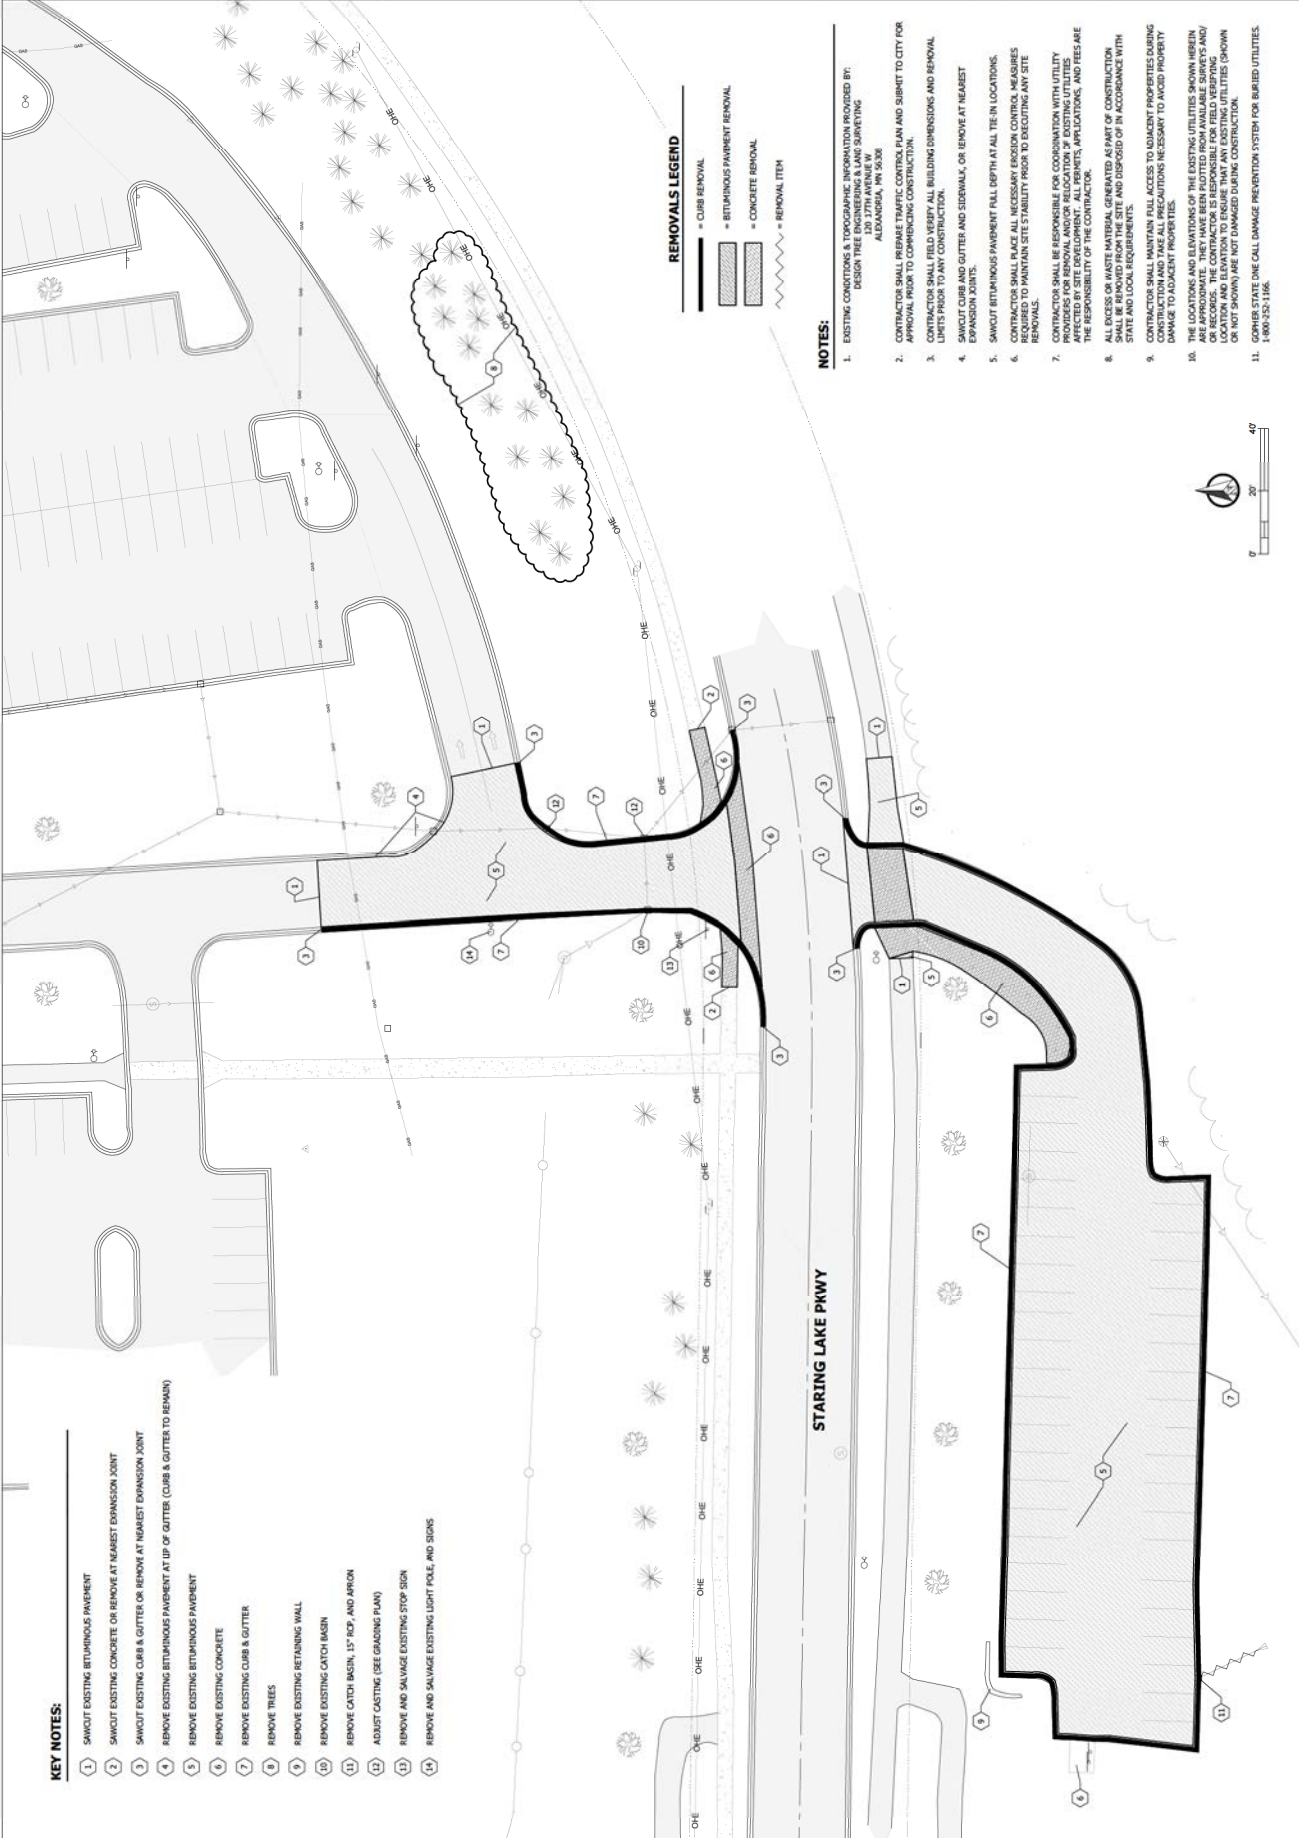 KEY NOTES:
1 SAWCUT EXISTING BITUMINOUS PAVEMENT
2 SAWCUT EXISTING CONCRETE OR REMOVE AT NEAREST EXPANSION JOINT
3 SAWCUT EXISTING CURB & GUTTER OR REMOVE AT NEAREST EXPANSION JOINT
4 REMOVE EXISTING BITUMINOUS PAVEMENT AT LIP OF GUTTER (CURB & GUTTER TO REMAIN)
5 REMOVE EXISTING BITUMINOUS PAVEMENT
6 REMOVE EXISTING CONCRETE
7 REMOVE EXISTING CURB & GUTTER
8 REMOVE TREES
9 REMOVE EXISTING RETAINING WALL
10 REMOVE EXISTING CATCH BASIN
11 REMOVE CATCH BASIN, 15" RCP, AND APRON
12 ADJUST CASTING (SEE GRADING PLAN)
13 REMOVE AND SALVAGE EXISTING STOP SIGN
14 REMOVE AND SALVAGE EXISTING LIGHT POLE, AND SIGNS
STARING LAKE PKWY
REMOVALS LEGEND
= CURB REMOVAL
= BITUMINOUS PAVEMENT REMOVAL
= CONCRETE REMOVAL
= REMOVAL ITEM
NOTES:
1. EXISTING CONDITIONS & TOPOGRAPHIC INFORMATION PROVIDED BY:
DESIGN TREE ENGINEERING & LAND SURVEYING
120 17TH AVENUE W
ALEXANDRIA, MN 56308
2. CONTRACTOR SHALL PREPARE TRAFFIC CONTROL PLAN AND SUBMIT TO CITY FOR
APPROVAL PRIOR TO COMMENCING CONSTRUCTION.
3. CONTRACTOR SHALL FIELD VERIFY ALL BUILDING DIMENSIONS AND REMOVAL
LIMITS PRIOR TO ANY CONSTRUCTION.
4. SAWCUT CURB AND GUTTER AND SIDEWALK, OR REMOVE AT NEAREST
EXPANSION JOINTS.
5. SAWCUT BITUMINOUS PAVEMENT FULL DEPTH AT ALL TIE-IN LOCATIONS.
6. CONTRACTOR SHALL PLACE ALL NECESSARY EROSION CONTROL MEASURES
REQUIRED TO MAINTAIN SITE STABILITY PRIOR TO EXECUTING ANY SITE
REMOVALS.
7. CONTRACTOR SHALL BE RESPONSIBLE FOR COORDINATION WITH UTILITY
PROVIDERS FOR REMOVAL AND/OR RELOCATION OF EXISTING UTILITIES
AFFECTED BY SITE DEVELOPMENT. ALL PERMITS, APPLICATIONS, AND FEES ARE
THE RESPONSIBILITY OF THE CONTRACTOR.
8. ALL EXCESS OR WASTE MATERIAL GENERATED AS PART OF CONSTRUCTION
SHALL BE REMOVED FROM THE SITE AND DISPOSED OF IN ACCORDANCE WITH
STATE AND LOCAL REQUIREMENTS.
9. CONTRACTOR SHALL MAINTAIN FULL ACCESS TO ADJACENT PROPERTIES DURING
CONSTRUCTION AND TAKE ALL PRECAUTIONS NECESSARY TO AVOID PROPERTY
DAMAGE TO ADJACENT PROPERTIES.
10. THE LOCATIONS AND ELEVATIONS OF THE EXISTING UTILITIES SHOWN HEREIN
ARE APPROXIMATE. THEY HAVE BEEN PLOTTED FROM AVAILABLE SURVEYS AND/
OR RECORDS. THE CONTRACTOR IS RESPONSIBLE FOR FIELD VERIFYING
LOCATION AND ELEVATION TO ENSURE THAT ANY EXISTING UTILITIES (SHOWN
OR NOT SHOWN) ARE NOT DAMAGED DURING CONSTRUCTION.
11. GOPHER STATE ONE CALL DAMAGE PREVENTION SYSTEM FOR BURIED UTILITIES.
1-800-252-1166.
0' 20' 40'